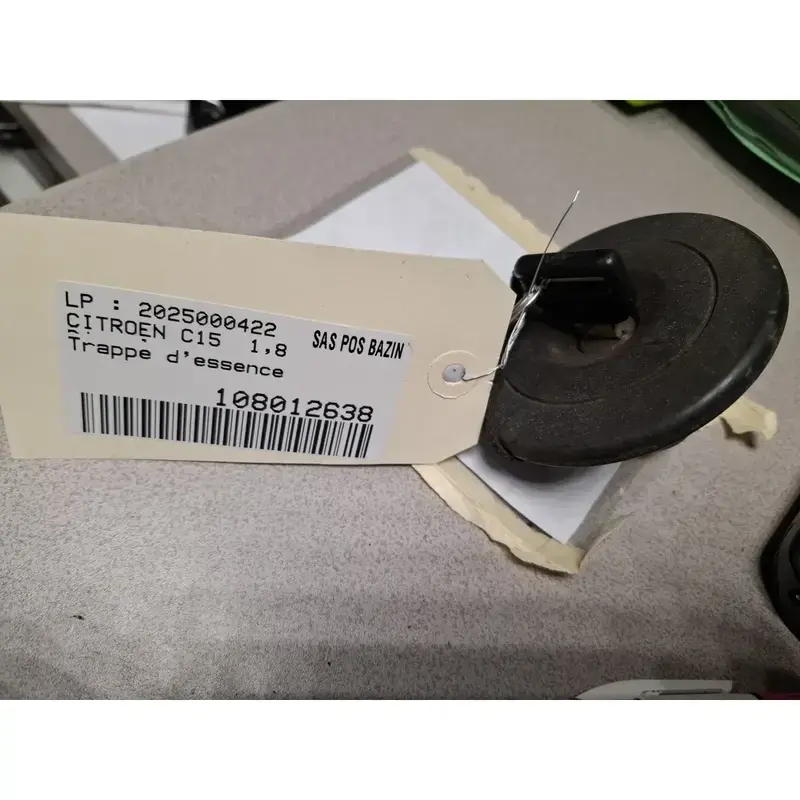 LP : 2025000422
CITROEN C15 1,8 SAS POS BAZIN
Trappe d'essence
108012638